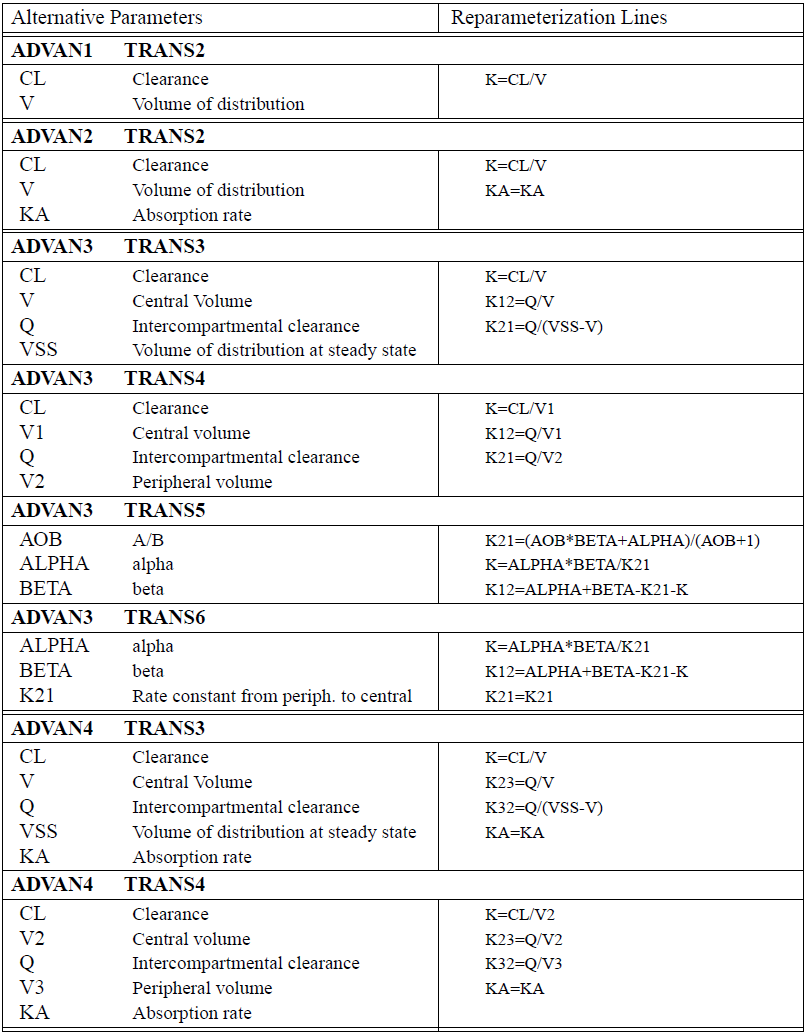 Alternative Parameters Reparameterization Lines
ADVAN1 TRANS2
CL Clearance K=CL/V
V Volume of distribution
ADVAN2 TRANS2
CL Clearance K=CL/V
V Volume of distribution KA=KA
KA Absorption rate
ADVAN3 TRANS3
CL Clearance K=CL/V
V Central Volume K12=Q/V
Q Intercompartmental clearance K21=Q/(VSS-V)
VSS Volume of distribution at steady state
ADVAN3 TRANS4
CL Clearance K=CL/V1
V1 Central volume K12=Q/V1
Q Intercompartmental clearance K21=Q/V2
V2 Peripheral volume
ADVAN3 TRANS5
AOB A/B K21=(AOB*BETA+ALPHA)/(AOB+1)
ALPHA alpha K=ALPHA*BETA/K21
BETA beta K12=ALPHA+BETA-K21-K
ADVAN3 TRANS6
ALPHA alpha K=ALPHA*BETA/K21
BETA beta K12=ALPHA+BETA-K21-K
K21 Rate constant from periph. to central K21=K21
ADVAN4 TRANS3
CL Clearance K=CL/V
V Central Volume K23=Q/V
Q Intercompartmental clearance K32=Q/(VSS-V)
VSS Volume of distribution at steady state KA=KA
KA Absorption rate
ADVAN4 TRANS4
CL Clearance K=CL/V2
V2 Central volume K23=Q/V2
Q Intercompartmental clearance K32=Q/V3
V3 Peripheral volume KA=KA
KA Absorption rate